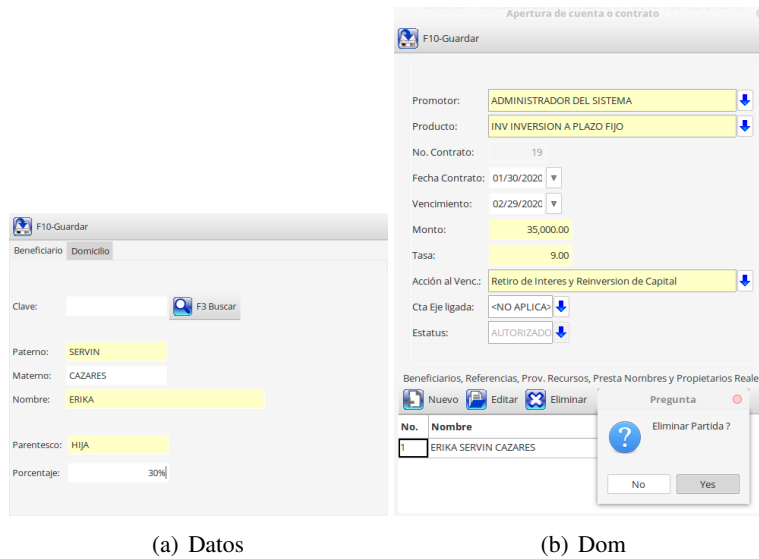 F10-Guardar
Beneficiario Domicilio
Clave: F3 Buscar
Paterno: SERVIN
Materno: CAZARES
Nombre: ERIKA
Parentesco: HIJA
Porcentaje: 30%
(a) Datos
Apertura de cuenta o contrato
F10-Guardar
Promotor: ADMINISTRADOR DEL SISTEMA
Producto: INV INVERSION A PLAZO FIJO
No. Contrato: 19
Fecha Contrato: 01/30/2020
Vencimiento: 02/29/2020
Monto: 35,000.00
Tasa: 9.00
Acción al Venc.: Retiro de Interes y Reinversion de Capital
Cta Eje ligada: <NO APLICA>
Estatus: AUTORIZADO
Beneficiarios, Referencias, Prov. Recursos, Presta Nombres y Propietarios Reale
Nuevo Editar Eliminar
No. Nombre
1 ERIKA SERVIN CAZARES
Pregunta
Eliminar Partida ?
No Yes
(b) Dom